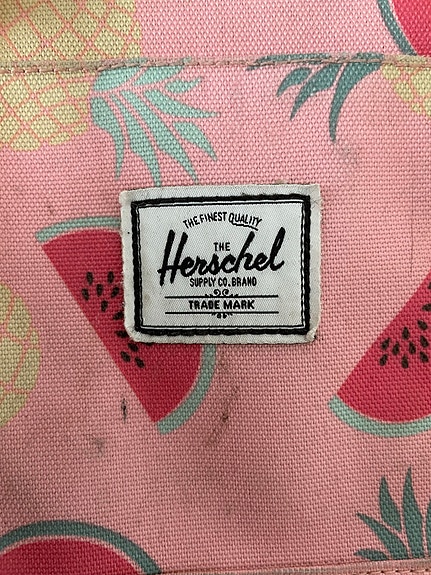 THE FINEST QUALITY
THE
Herschel
SUPPLY CO. BRAND
TRADE MARK